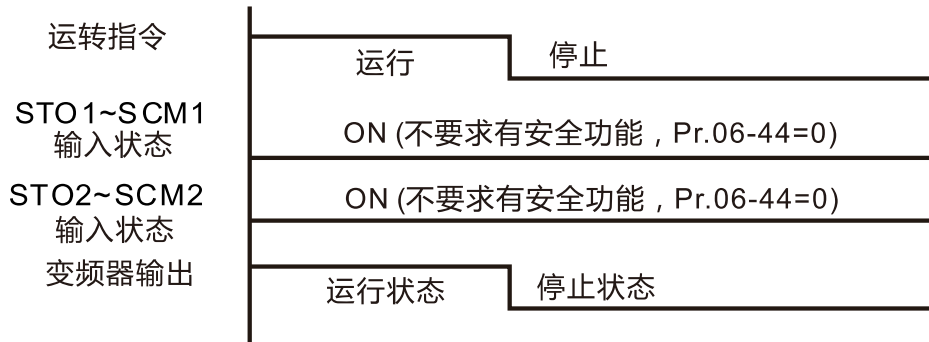 运转指令
运行
停止
STO1~SCM1
输入状态
ON (不要求有安全功能，Pr.06-44=0)
STO2~SCM2
输入状态
ON (不要求有安全功能，Pr.06-44=0)
变频器输出
运行状态
停止状态